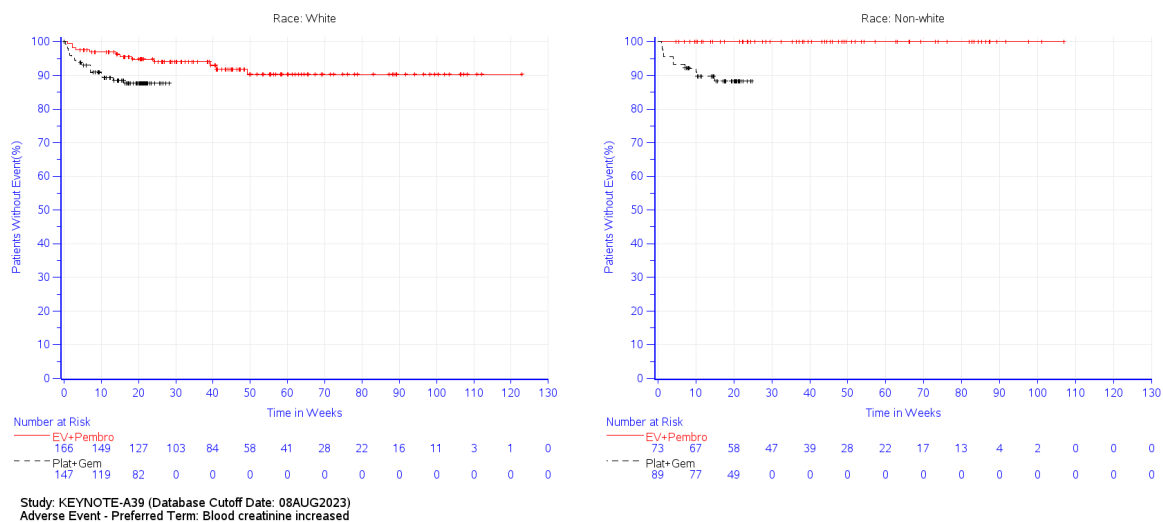 Race: White
Patients Without Event(%)
100
90
80
70
60
50
40
30
20
10
0
0 10 20 30 40 50 60 70 80 90 100 110 120 130
Time in Weeks
Number at Risk
EV+Pembro
166 149 127 103 84 58 41 28 22 16 11 3 1 0
Plat+Gem
147 119 82 0 0 0 0 0 0 0 0 0 0 0
Race: Non-white
Patients Without Event(%)
100
90
80
70
60
50
40
30
20
10
0
0 10 20 30 40 50 60 70 80 90 100 110 120 130
Time in Weeks
Number at Risk
EV+Pembro
73 67 58 47 39 28 22 17 13 4 2 0 0 0
Plat+Gem
89 77 49 0 0 0 0 0 0 0 0 0 0 0
Study: KEYNOTE-A39 (Database Cutoff Date: 08AUG2023)
Adverse Event - Preferred Term: Blood creatinine increased